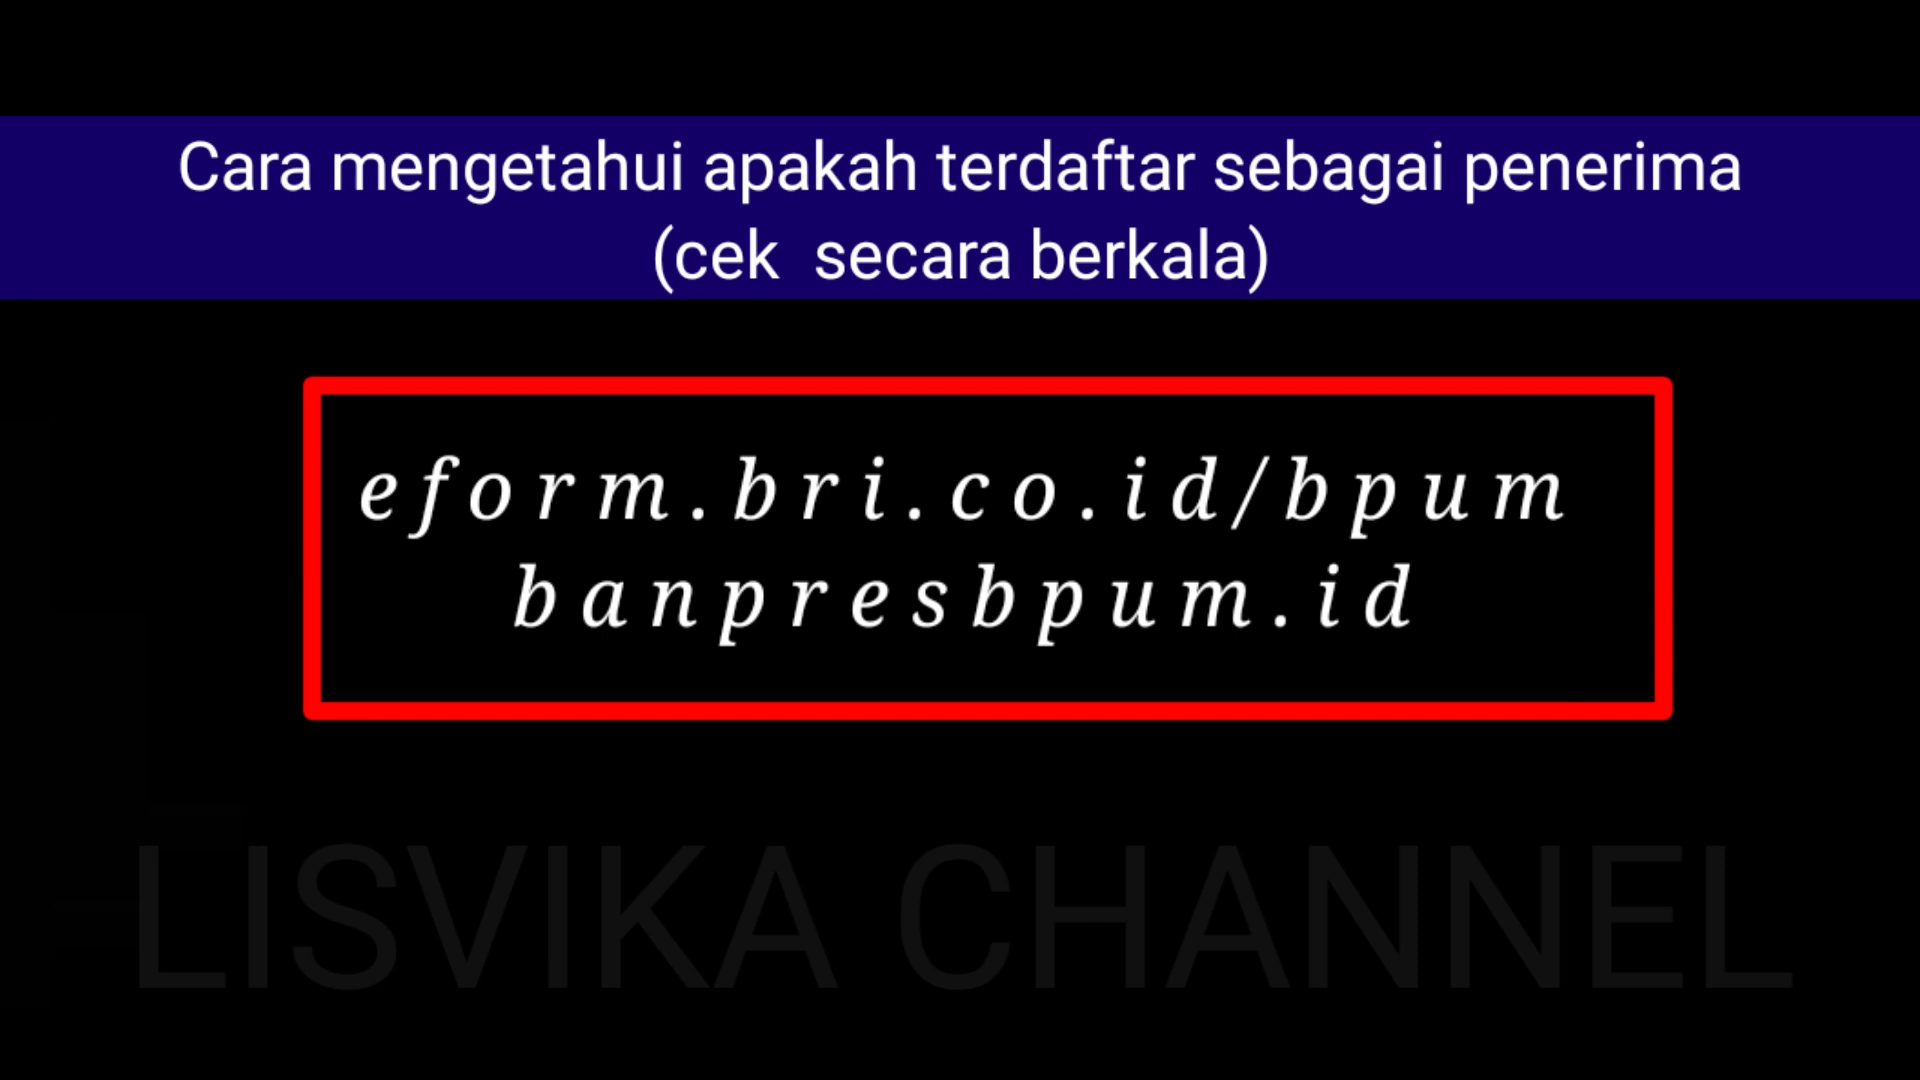 Cara mengetahui apakah terdaftar sebagai penerima
(cek  secara berkala)
eform.bri.co.id/bpum
banpresbpum.id
LISVIKA CHANNEL